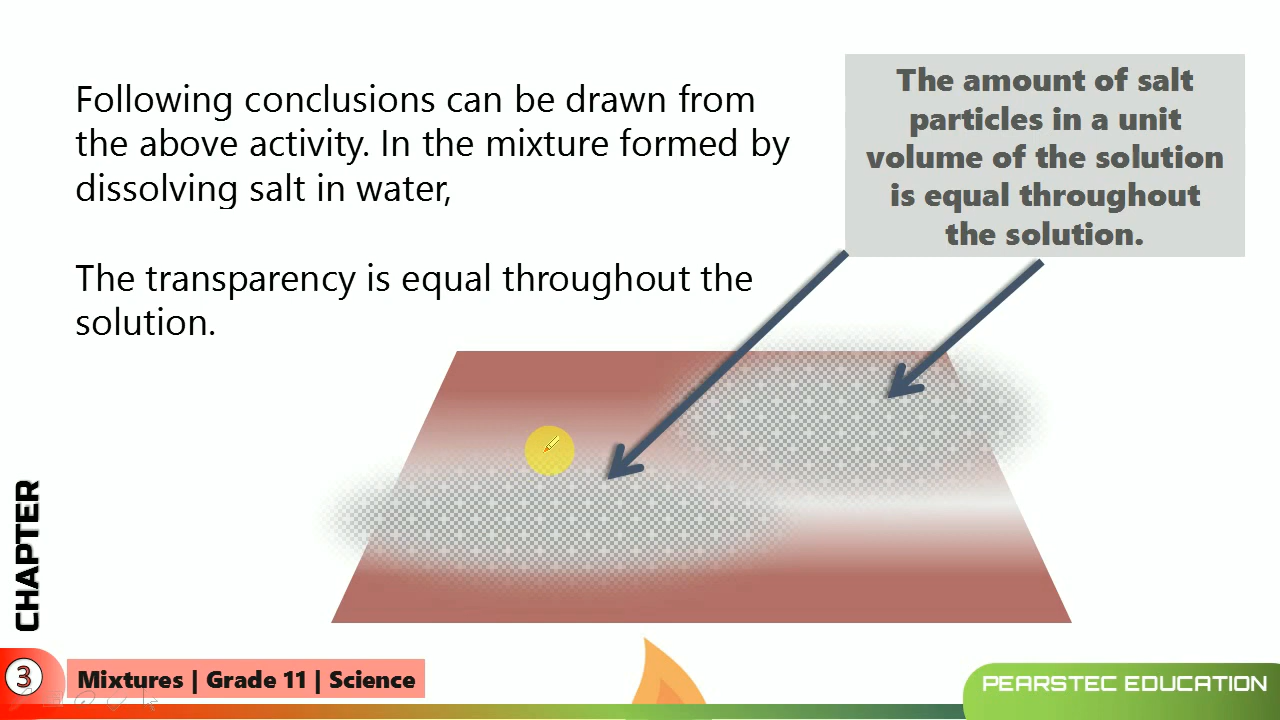 Following conclusions can be drawn from
the above activity. In the mixture formed by
dissolving salt in water,
The transparency is equal throughout the
solution.
The amount of salt
particles in a unit
volume of the solution
is equal throughout
the solution.
CHAPTER
3
Mixtures | Grade 11 | Science
PEARSTEC EDUCATION